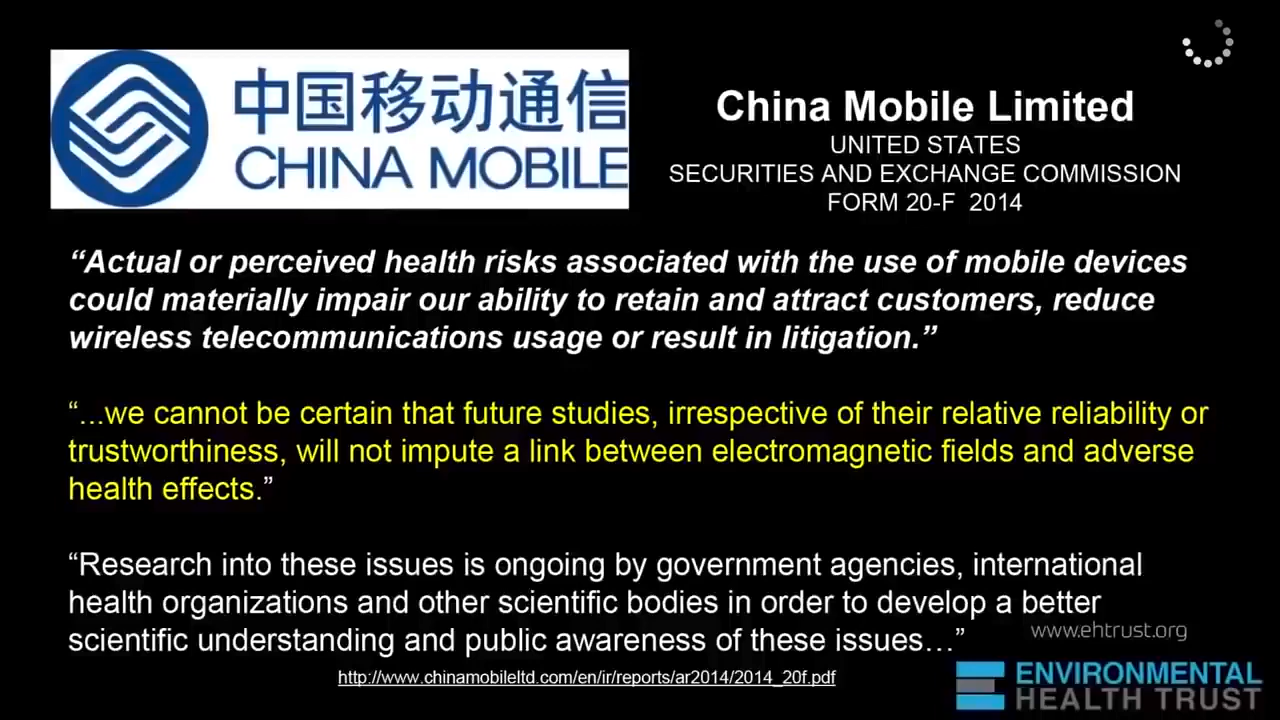 中国移动通信
CHINA MOBILE
China Mobile Limited
UNITED STATES
SECURITIES AND EXCHANGE COMMISSION
FORM 20-F 2014
“Actual or perceived health risks associated with the use of mobile devices
could materially impair our ability to retain and attract customers, reduce
wireless telecommunications usage or result in litigation.”
“...we cannot be certain that future studies, irrespective of their relative reliability or
trustworthiness, will not impute a link between electromagnetic fields and adverse
health effects.”
“Research into these issues is ongoing by government agencies, international
health organizations and other scientific bodies in order to develop a better
scientific understanding and public awareness of these issues…”
www.ehtrust.org
http://www.chinamobileltd.com/en/ir/reports/ar2014/2014_20f.pdf
ENVIRONMENTAL
HEALTH TRUST